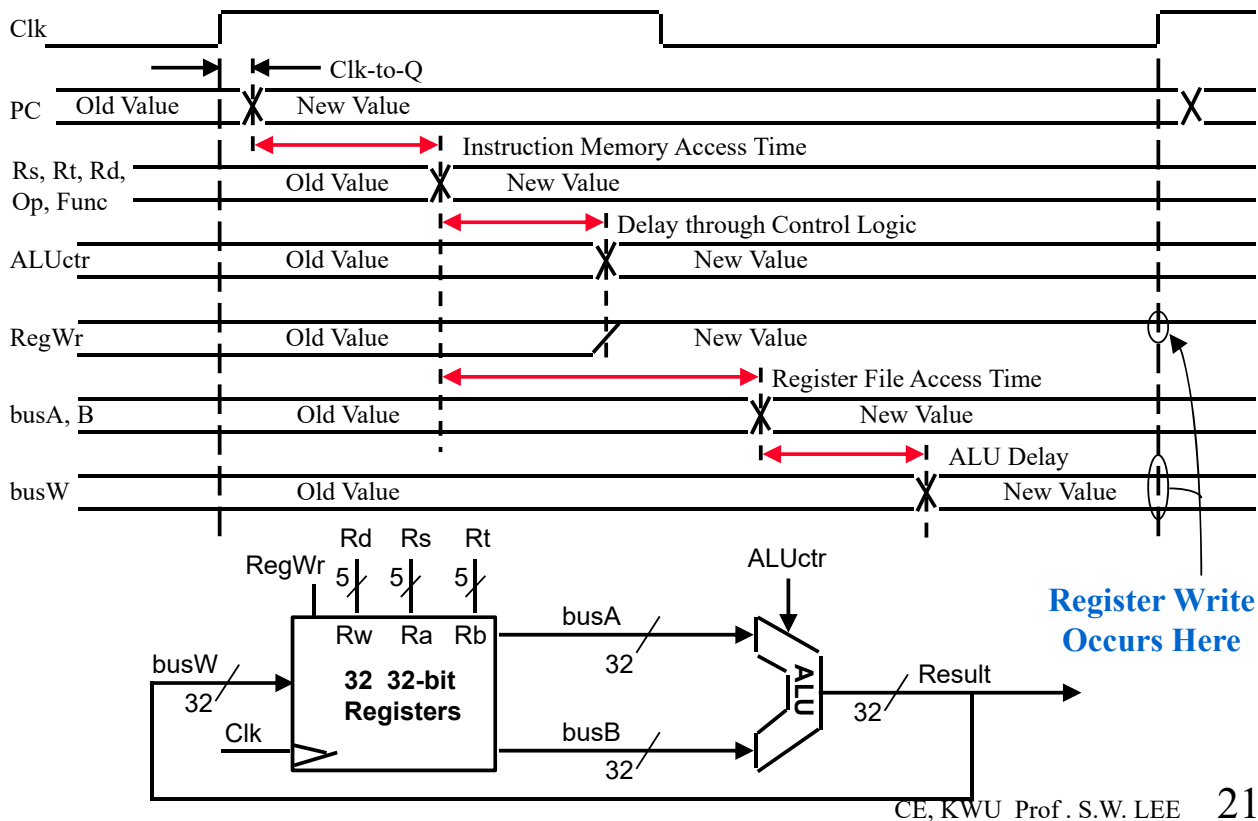 Clk
Clk-to-Q
PC Old Value New Value
Instruction Memory Access Time
Rs, Rt, Rd,
Op, Func
Old Value New Value
Delay through Control Logic
ALUctr Old Value New Value
RegWr Old Value New Value
Register File Access Time
busA, B Old Value New Value
ALU Delay
busW Old Value New Value
Rd Rs Rt
RegWr
5 5 5
ALUctr
Register Write
Occurs Here
Rw Ra Rb
busA
32
busW
32
32 32-bit
Registers
ALU
Result
32
Clk
busB
32
CE, KWU Prof . S.W. LEE 21